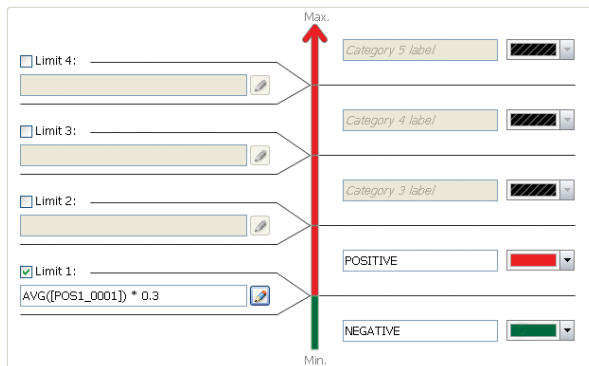 Max.
Category 5 label
Limit 4:
Category 4 label
Limit 3:
Category 3 label
Limit 2:
POSITIVE
Limit 1:
AVG([POS1_0001]) * 0.3
NEGATIVE
Min.